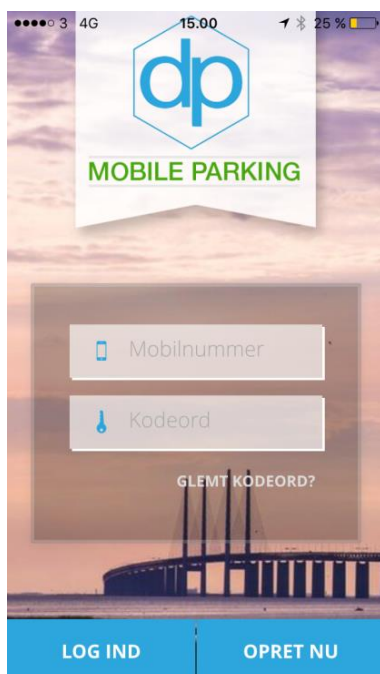 3 4G 15.00 25 %
dp
MOBILE PARKING
Mobilnummer
Kodeord
GLEMT KODEORD?
LOG IND OPRET NU